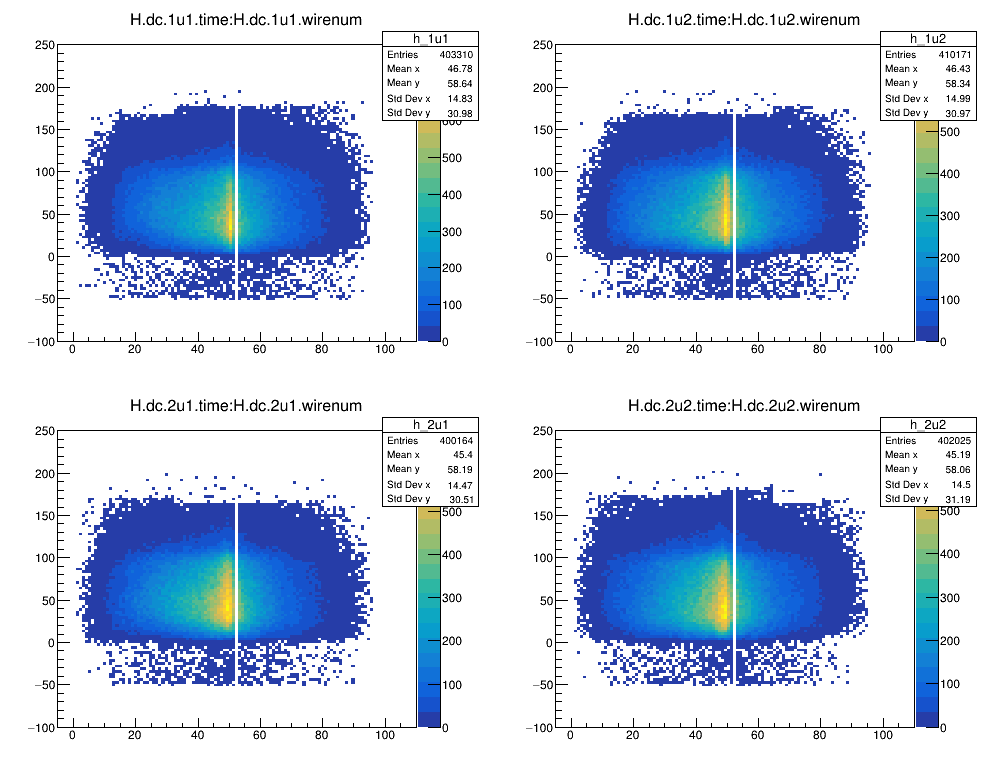 H.dc.1u1.time:H.dc.1u1.wirenum
h_1u1
Entries 403310
Mean x 46.78
Mean y 58.64
Std Dev x 14.83
Std Dev y 30.98
250
200
150
100
50
0
−50
−100
0 20 40 60 80 100
600
500
400
300
200
100
0
H.dc.1u2.time:H.dc.1u2.wirenum
h_1u2
Entries 410171
Mean x 46.43
Mean y 58.34
Std Dev x 14.99
Std Dev y 30.97
250
200
150
100
50
0
−50
−100
0 20 40 60 80 100
500
400
300
200
100
0
H.dc.2u1.time:H.dc.2u1.wirenum
h_2u1
Entries 400164
Mean x 45.4
Mean y 58.19
Std Dev x 14.47
Std Dev y 30.51
250
200
150
100
50
0
−50
−100
0 20 40 60 80 100
500
400
300
200
100
0
H.dc.2u2.time:H.dc.2u2.wirenum
h_2u2
Entries 402025
Mean x 45.19
Mean y 58.06
Std Dev x 14.5
Std Dev y 31.19
250
200
150
100
50
0
−50
−100
0 20 40 60 80 100
500
400
300
200
100
0